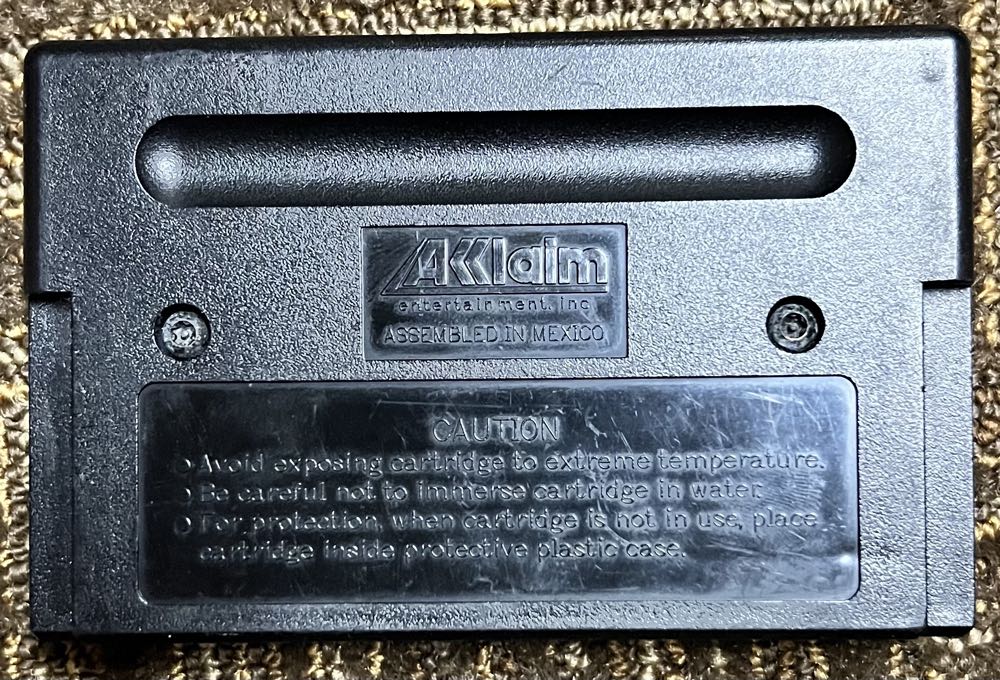 AKKlaim
entertainment, inc.
ASSEMBLED IN MEXICO
CAUTION
Avoid exposing cartridge to extreme temperature.
Be careful not to immerse cartridge in water.
For protection, when cartridge is not in use, place
cartridge inside protective plastic case.